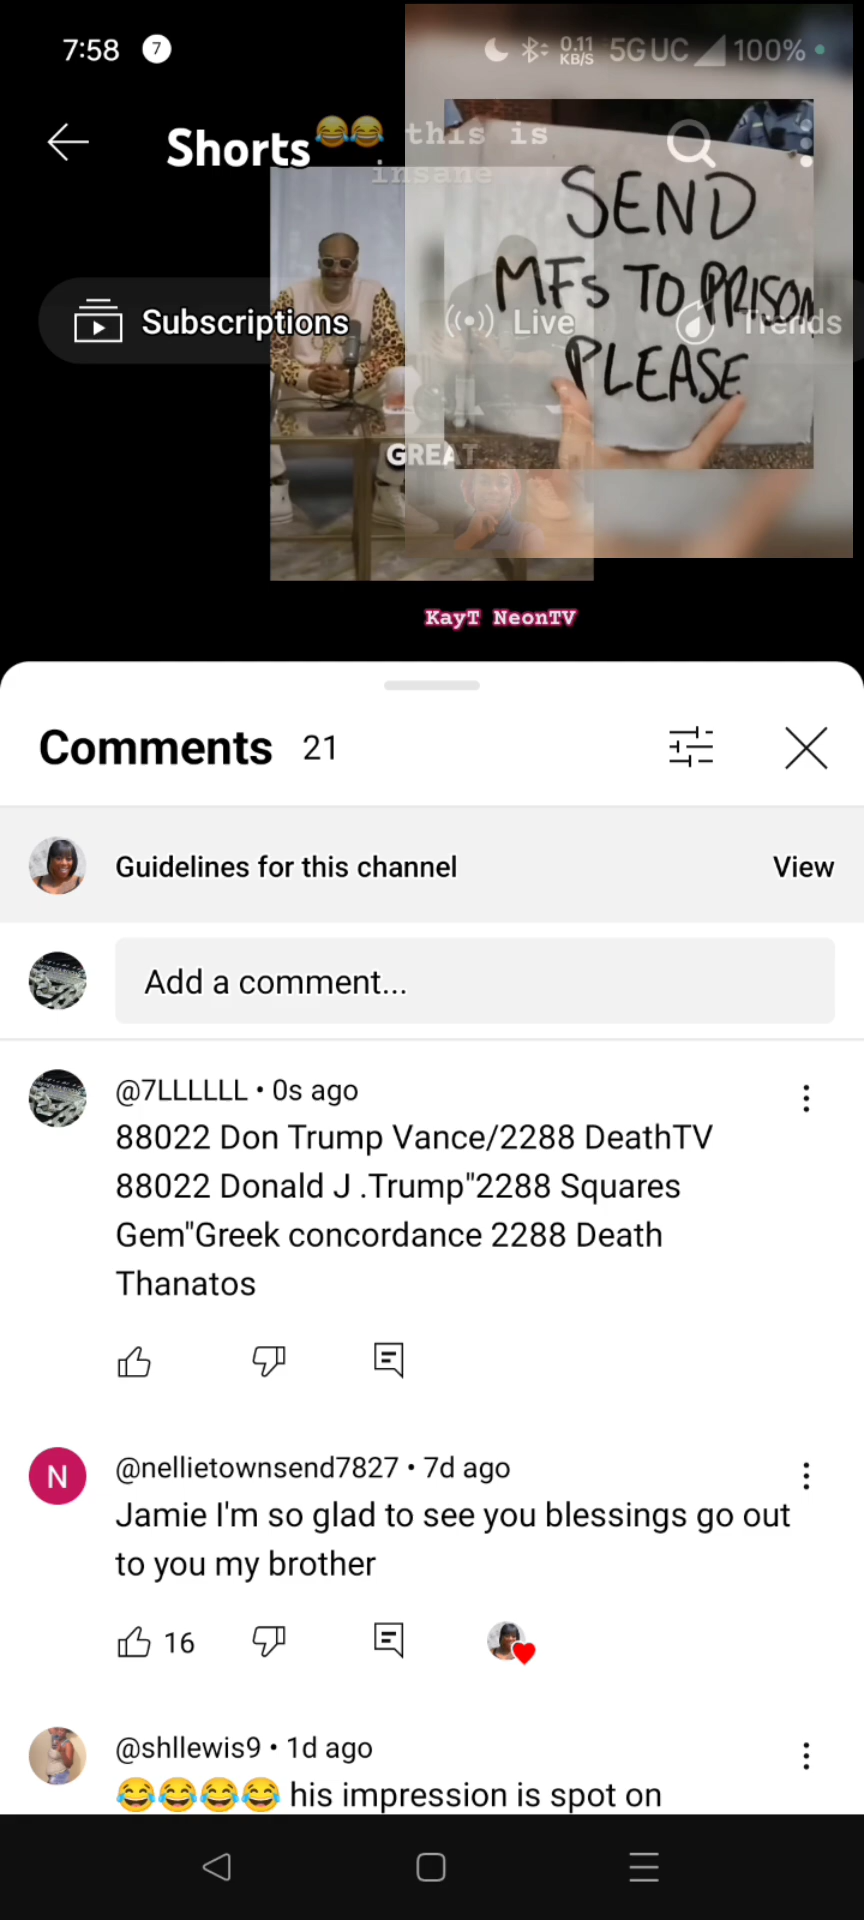 7:58 7 0.11 KB/S 5G UC 100%
Shorts😂😂 this is
insane
SEND
MFs TO PRISON
PLEASE
Subscriptions Live Trends
GREAT
KayT NeonTV
Comments 21
Guidelines for this channel View
Add a comment...
@7LLLLLL • 0s ago
88022 Don Trump Vance/2288 DeathTV
88022 Donald J .Trump"2288 Squares
Gem"Greek concordance 2288 Death
Thanatos
N @nellietownsend7827 • 7d ago
Jamie I'm so glad to see you blessings go out
to you my brother
16
@shllewis9 • 1d ago
😂😂😂😂 his impression is spot on